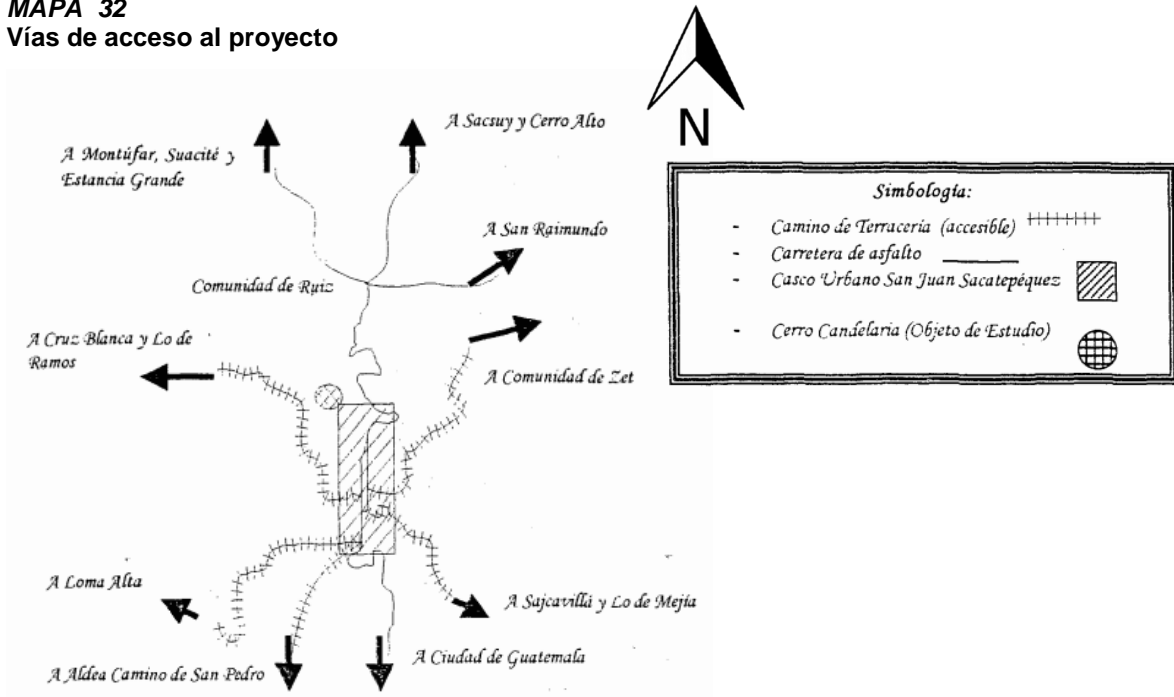 MAPA 32
Vías de acceso al proyecto
N
A Sacsuy y Cerro Alto
A Montúfar, Suacité y
Estancia Grande
A San Raimundo
Comunidad de Ruiz
A Cruz Blanca y Lo de
Ramos
A Comunidad de Zet
A Loma Alta
A Sajcavillá y Lo de Mejía
A Aldea Camino de San Pedro
A Ciudad de Guatemala
Simbología:
- Camino de Terracería (accesible)
- Carretera de asfalto
- Casco Urbano San Juan Sacatepéquez
- Cerro Candelaria (Objeto de Estudio)